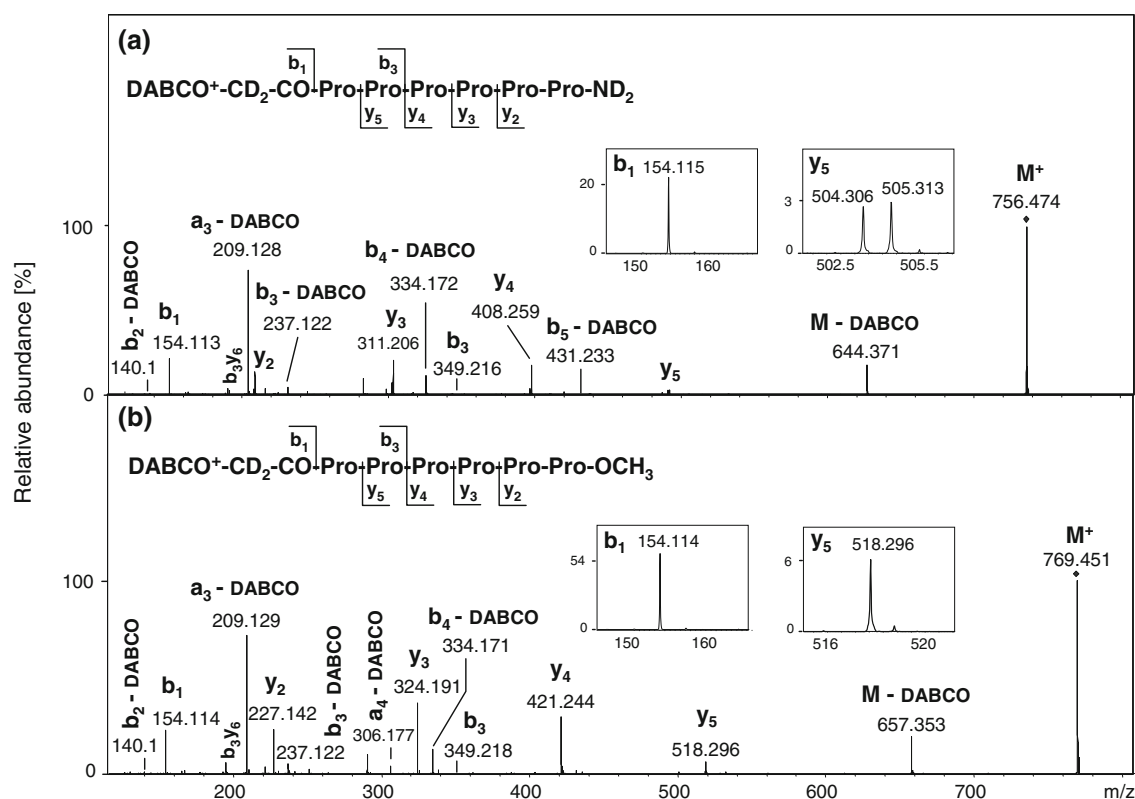 (a)
b1 b3
DABCO+-CD2-CO-Pro-Pro-Pro-Pro-Pro-Pro-ND2
y5 y4 y3 y2
b1 154.115
20
0
150 160
y5
504.306 505.313
3
0
502.5 505.5
M+
756.474
100
a3 - DABCO
209.128
b2 - DABCO
140.1
b1
154.113
b3y6
y2
b3 - DABCO
237.122
y3
311.206
b4 - DABCO
334.172
b3
349.216
y4
408.259
b5 - DABCO
431.233
y5
M - DABCO
644.371
0
Relative abundance [%]
(b)
b1 b3
DABCO+-CD2-CO-Pro-Pro-Pro-Pro-Pro-Pro-OCH3
y5 y4 y3 y2
b1 154.114
54
0
150 160
y5 518.296
6
0
516 520
M+
769.451
100
a3 - DABCO
209.129
b2 - DABCO
140.1
b1
154.114
b3y6
y2
227.142
237.122
b3 - DABCO
a4 - DABCO
306.177
y3
324.191
b4 - DABCO
334.171
b3
349.218
y4
421.244
y5
518.296
M - DABCO
657.353
0
200 300 400 500 600 700 m/z